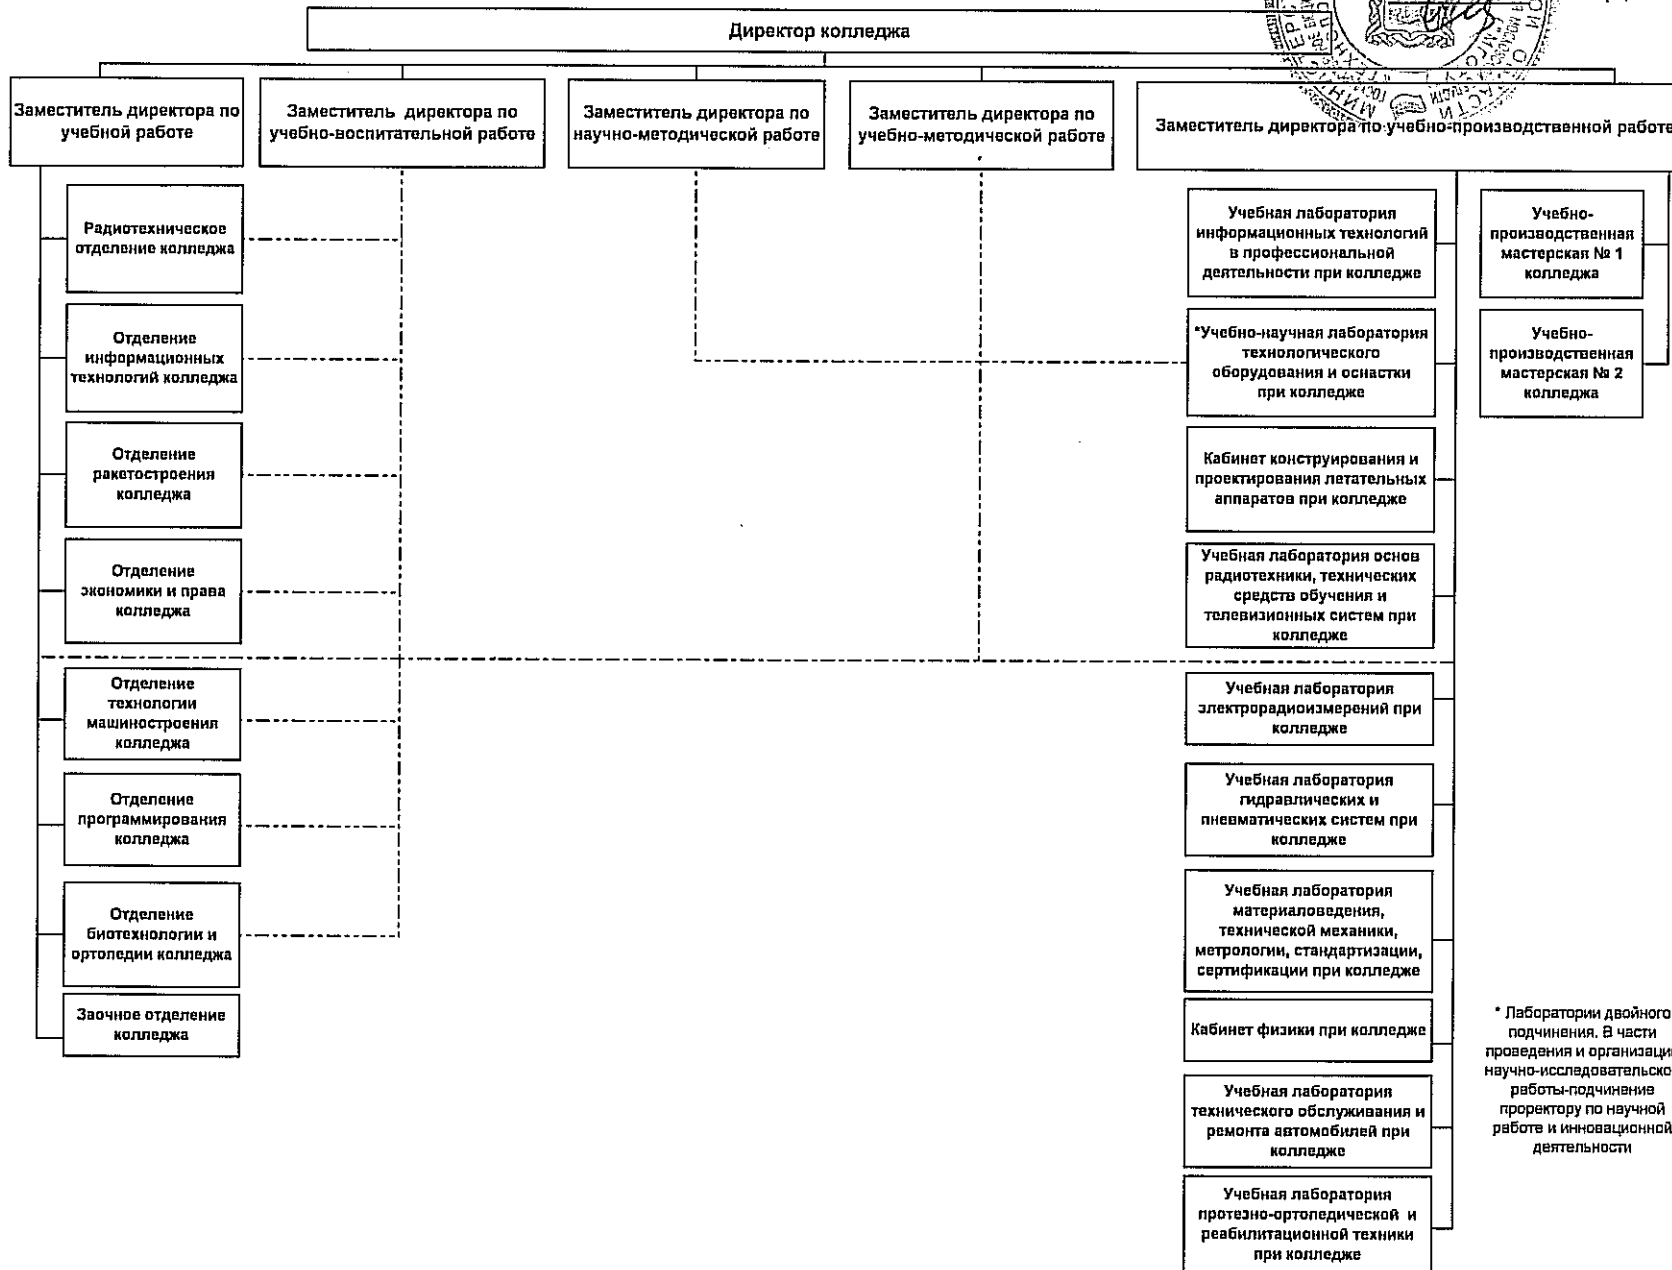 Директор колледжа
Заместитель директора по
учебной работе
Заместитель директора по
учебно-воспитательной работе
Заместитель директора по
научно-методической работе
Заместитель директора по
учебно-методической работе
Заместитель директора по учебно-производственной работе
Радиотехническое
отделение колледжа
Отделение
информационных
технологий колледжа
Отделение
ракетостроения
колледжа
Отделение
экономики и права
колледжа
Отделение
технологии
машиностроения
колледжа
Отделение
программирования
колледжа
Отделение
биотехнологии и
ортопедии колледжа
Заочное отделение
колледжа
Учебная лаборатория
информационных технологий
в профессиональной
деятельности при колледже
*Учебно-научная лаборатория
технологического
оборудования и оснастки
при колледже
Кабинет конструирования и
проектирования летательных
аппаратов при колледже
Учебная лаборатория основ
радиотехники, технических
средств обучения и
телевизионных систем при
колледже
Учебная лаборатория
электрорадиоизмерений при
колледже
Учебная лаборатория
гидравлических и
пневматических систем при
колледже
Учебная лаборатория
материаловедения,
технической механики,
метрологии, стандартизации,
сертификации при колледже
Кабинет физики при колледже
Учебная лаборатория
технического обслуживания и
ремонта автомобилей при
колледже
Учебная лаборатория
протезно-ортопедической и
реабилитационной техники
при колледже
Учебно-
производственная
мастерская № 1
колледжа
Учебно-
производственная
мастерская № 2
колледжа
* Лаборатории двойного
подчинения. В части
проведения и организаци
научно-исследовательско
работы-подчинение
проректору по научной
работе и инновационной
деятельности